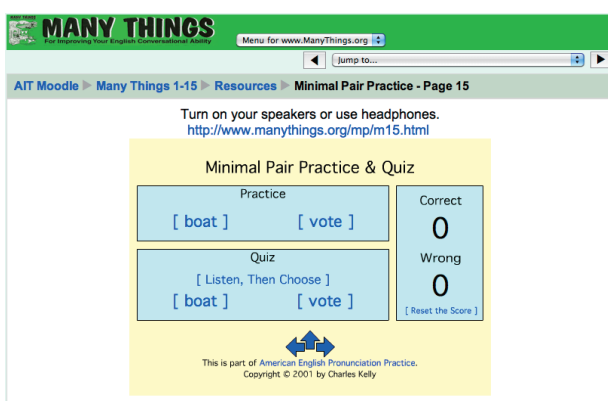 MANY THINGS
MANY THINGS
For Improving Your English Conversational Ability
Menu for www.ManyThings.org
Jump to...
AIT Moodle ▶ Many Things 1-15 ▶ Resources ▶ Minimal Pair Practice - Page 15
Turn on your speakers or use headphones.
http://www.manythings.org/mp/m15.html
Minimal Pair Practice & Quiz
Practice
[ boat ] [ vote ]
Quiz
[ Listen, Then Choose ]
[ boat ] [ vote ]
Correct
0
Wrong
0
[ Reset the Score ]
This is part of American English Pronunciation Practice.
Copyright © 2001 by Charles Kelly